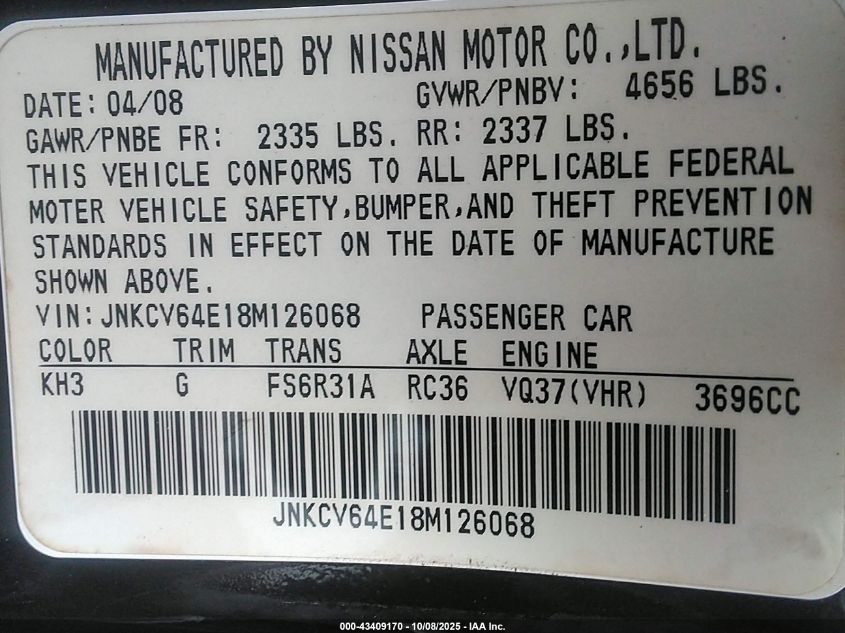 MANUFACTURED BY NISSAN MOTOR CO.,LTD.
DATE: 04/08 GVWR/PNBV: 4656 LBS.
GAWR/PNBE FR: 2335 LBS. RR: 2337 LBS.
THIS VEHICLE CONFORMS TO ALL APPLICABLE FEDERAL
MOTER VEHICLE SAFETY,BUMPER,AND THEFT PREVENTION
STANDARDS IN EFFECT ON THE DATE OF MANUFACTURE
SHOWN ABOVE.
VIN: JNKCV64E18M126068 PASSENGER CAR
COLOR TRIM TRANS AXLE ENGINE
KH3 G FS6R31A RC36 VQ37(VHR) 3696CC
JNKCV64E18M126068
000-43409170 - 10/08/2025 - IAA Inc.